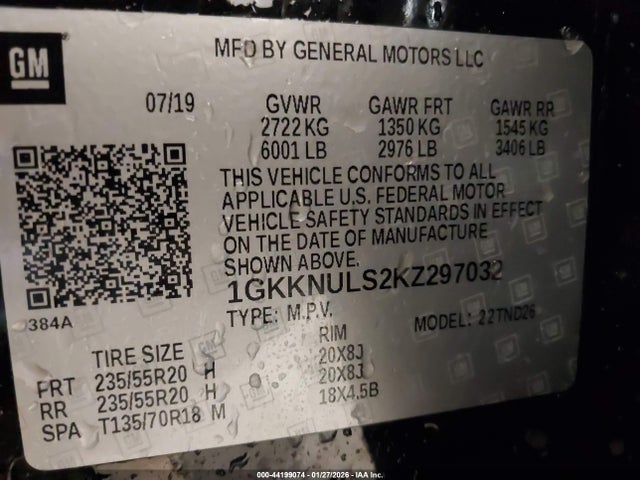 GM
MFD BY GENERAL MOTORS LLC
07/19 GVWR GAWR FRT GAWR RR
2722 KG 1350 KG 1545 KG
6001 LB 2976 LB 3406 LB
THIS VEHICLE CONFORMS TO ALL
APPLICABLE U.S. FEDERAL MOTOR
VEHICLE SAFETY STANDARDS IN EFFECT
ON THE DATE OF MANUFACTURE
SHOWN ABOVE.
1GKKNULS2KZ297032
384A
TYPE: M.P.V. MODEL: 22TND26
TIRE SIZE RIM
FRT 235/55R20 H 20X8J
RR 235/55R20 H 20X8J
SPA T135/70R18 M 18X4.5B
000-44199074 | 01/27/2026 - IAA Inc.